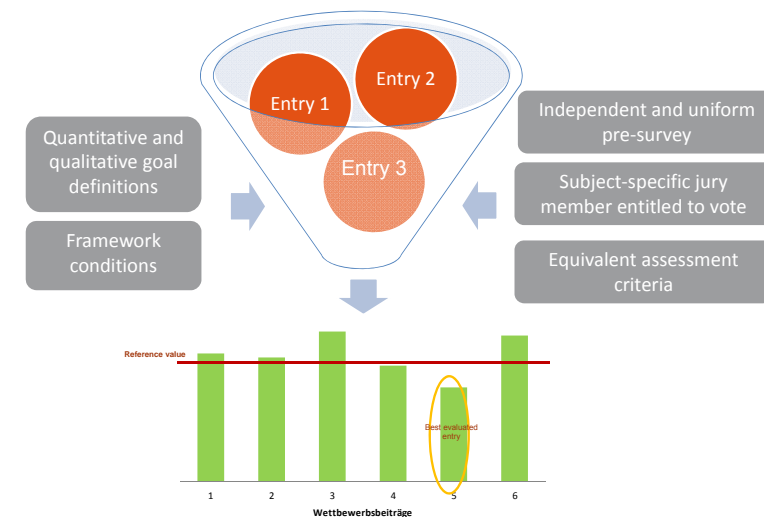 Entry 1
Entry 2
Entry 3
Quantitative and
qualitative goal
definitions
Framework
conditions
Independent and uniform
pre-survey
Subject-specific jury
member entitled to vote
Equivalent assessment
criteria
Reference value
Best evaluated
entry
1 2 3 4 5 6
Wettbewerbsbeiträge